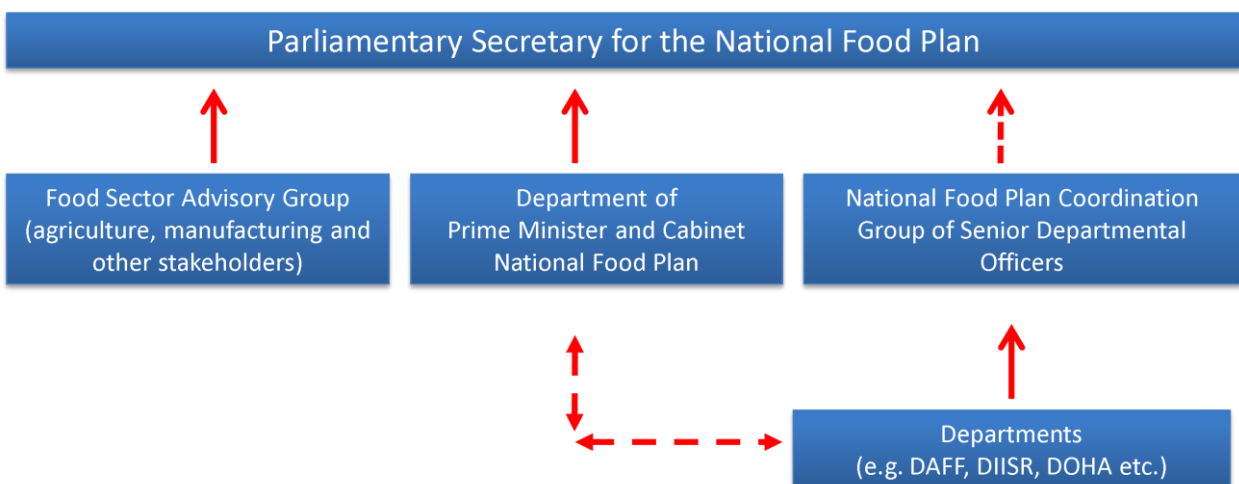 Parliamentary Secretary for the National Food Plan
Food Sector Advisory Group
(agriculture, manufacturing and
other stakeholders)
Department of
Prime Minister and Cabinet
National Food Plan
National Food Plan Coordination
Group of Senior Departmental
Officers
Departments
(e.g. DAFF, DIISR, DOHA etc.)